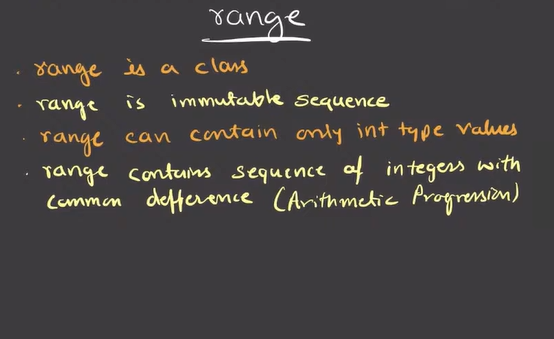 range
. range is a class
. range is immutable sequence
. range can contain only int type values
. range contains sequence of integers with
common defference (Arithmetic Progression)